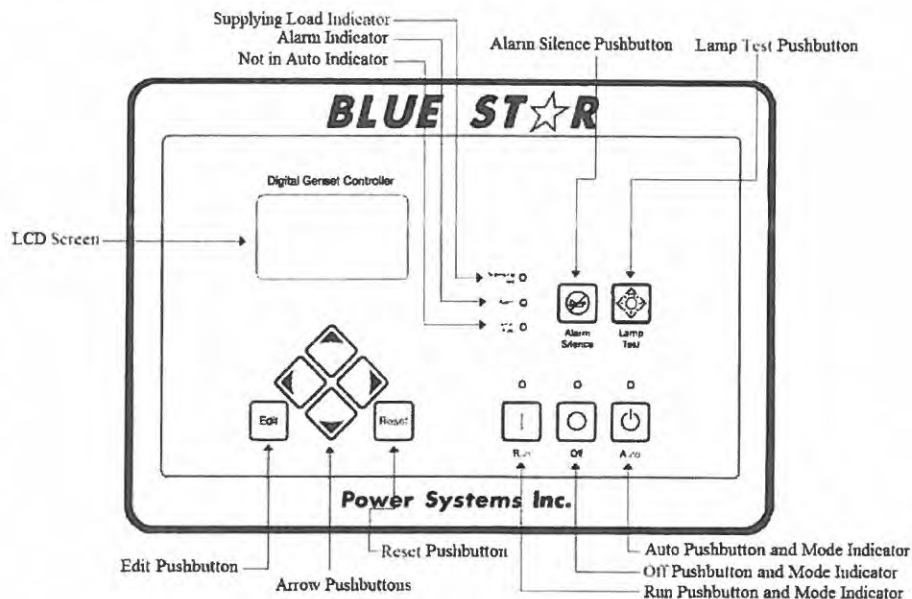 Supplying Load Indicator
Alarm Indicator
Not in Auto Indicator
Alarm Silence Pushbutton
Lamp Test Pushbutton
BLUE ST☆R
Digital Genset Controller
LCD Screen
Alarm
Silence
Lamp
Test
Edit
Reset
Run
Off
Auto
Power Systems Inc.
Edit Pushbutton
Arrow Pushbuttons
Reset Pushbutton
Auto Pushbutton and Mode Indicator
Off Pushbutton and Mode Indicator
Run Pushbutton and Mode Indicator